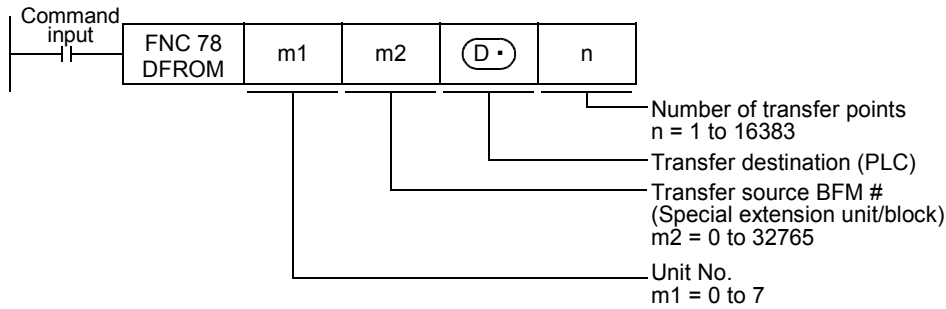 Command
input
FNC 78
DFROM
m1
m2
D •
n
Number of transfer points
n = 1 to 16383
Transfer destination (PLC)
Transfer source BFM #
(Special extension unit/block)
m2 = 0 to 32765
Unit No.
m1 = 0 to 7